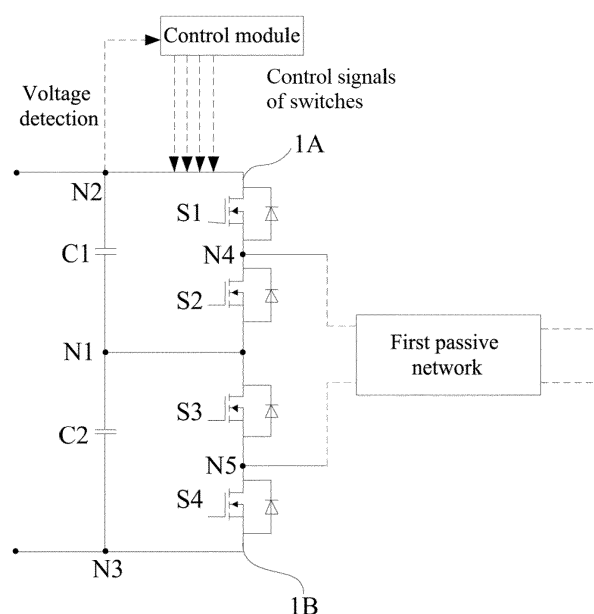 Control module
Control signals
of switches
Voltage
detection
1A
N2
S1
C1
N4
S2
N1
First passive
network
S3
C2
N5
S4
N3
1B